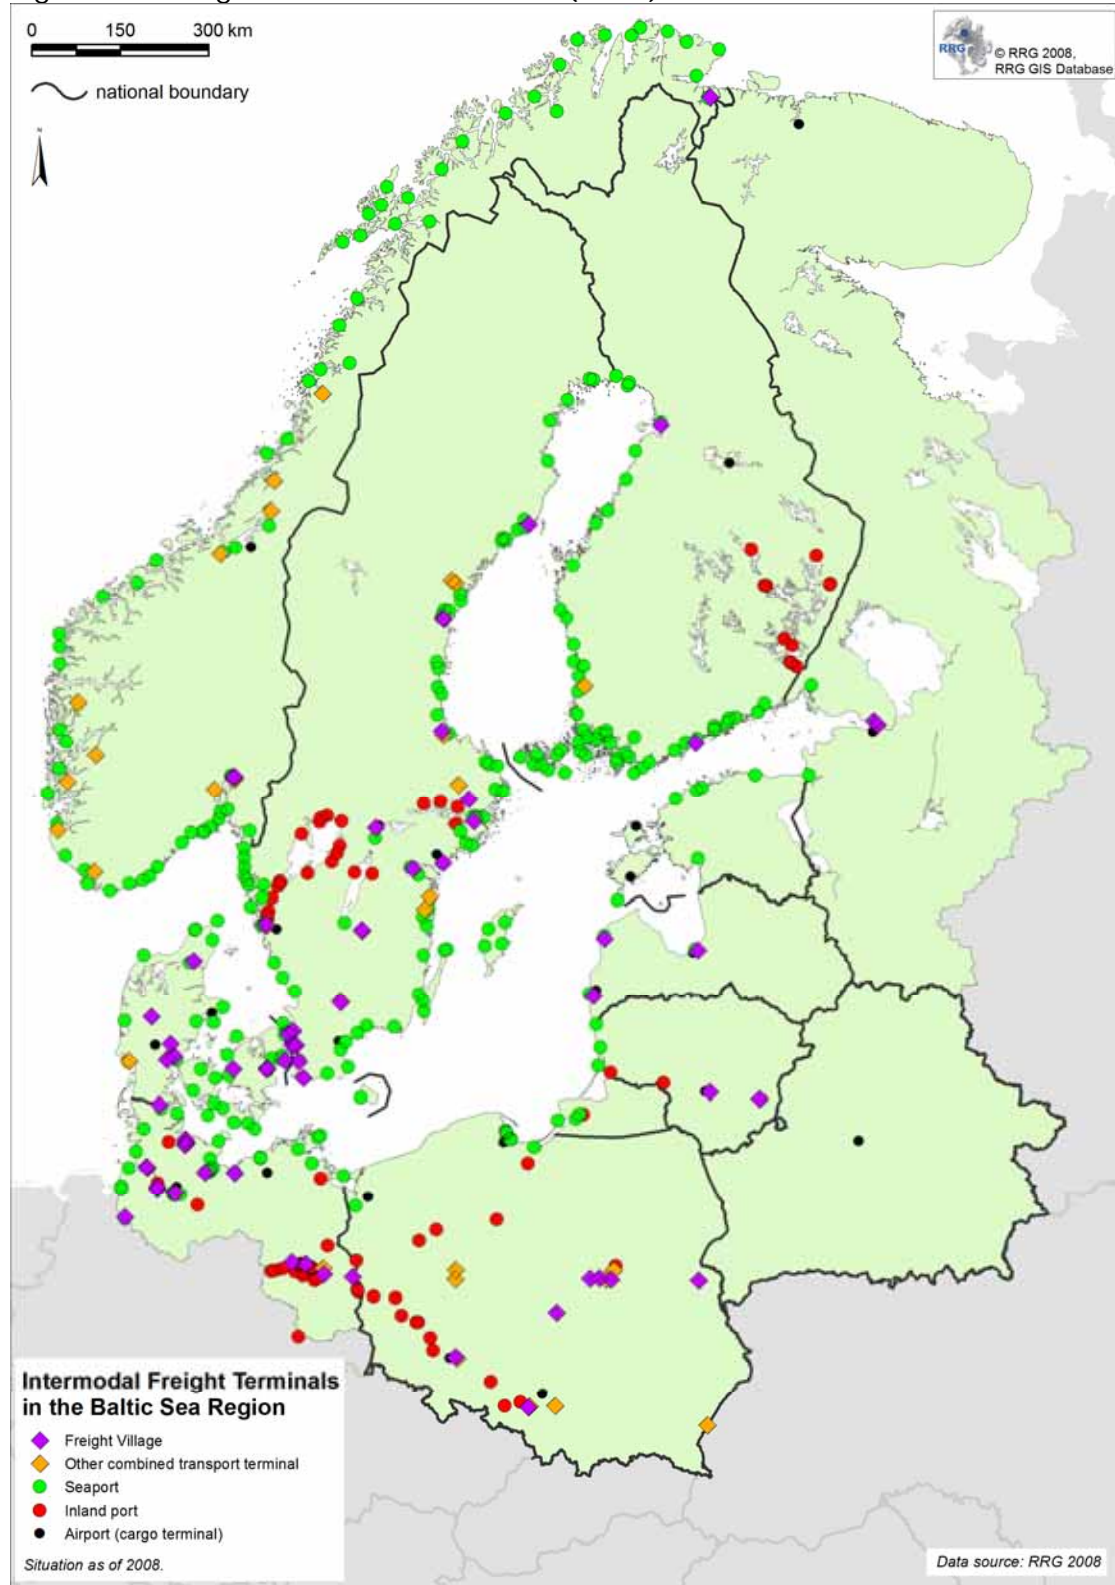 0 150 300 km
national boundary
N
RRG
© RRG 2008,
RRG GIS Database
Intermodal Freight Terminals
in the Baltic Sea Region
Freight Village
Other combined transport terminal
Seaport
Inland port
Airport (cargo terminal)
Situation as of 2008.
Data source: RRG 2008